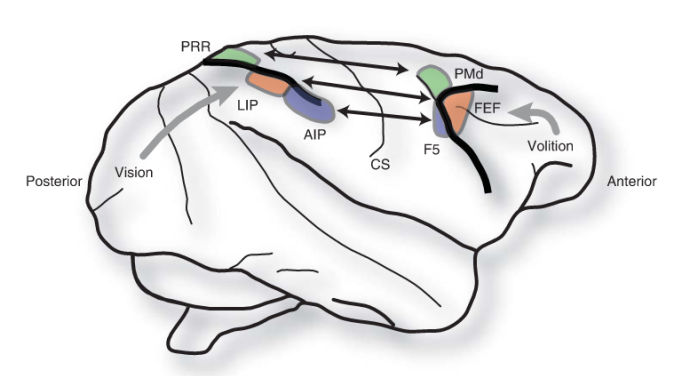 PRR
PMd
LIP
FEF
AIP
F5
Volition
CS
Vision
Posterior
Anterior